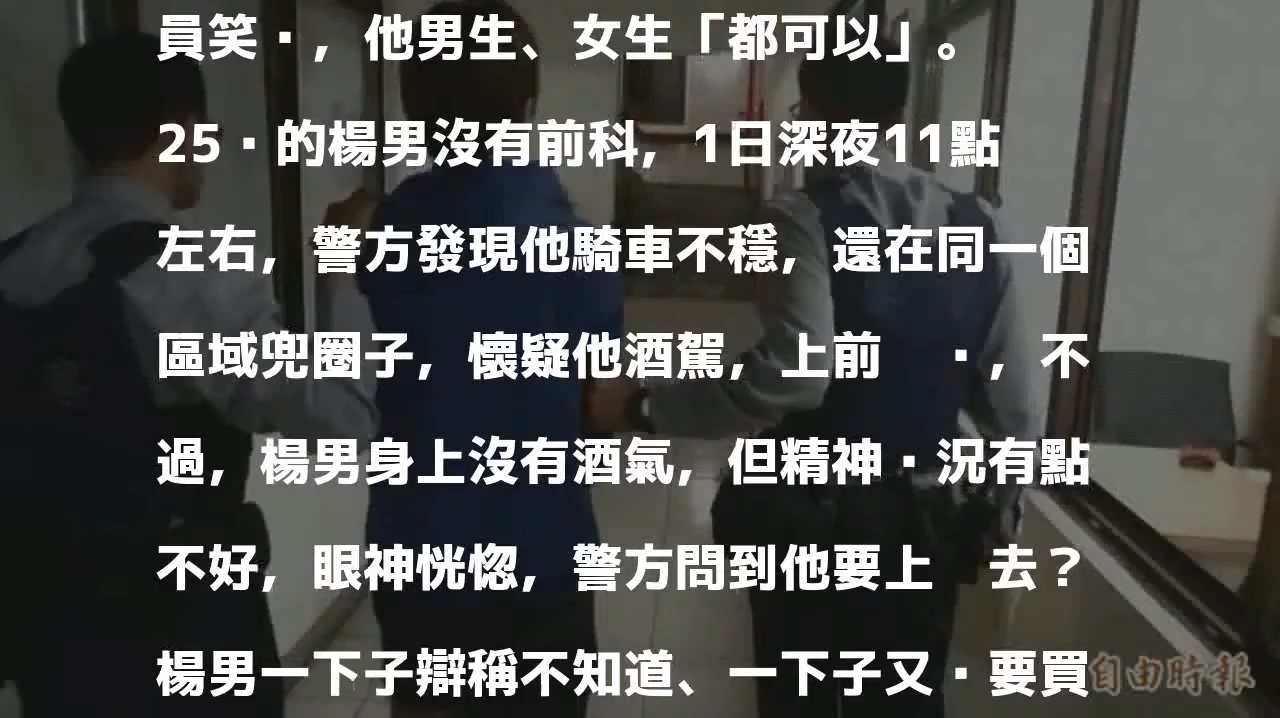 員笑▪,他男生、女生「都可以」。
25▪的楊男沒有前科,1日深夜11點
左右,警方發現他騎車不穩,還在同一個
區域兜圈子,懷疑他酒駕,上前　▪,不
過,楊男身上沒有酒氣,但精神▪況有點
不好,眼神恍惚,警方問到他要上　去?
楊男一下子辯稱不知道、一下子又▪要買
自由時報